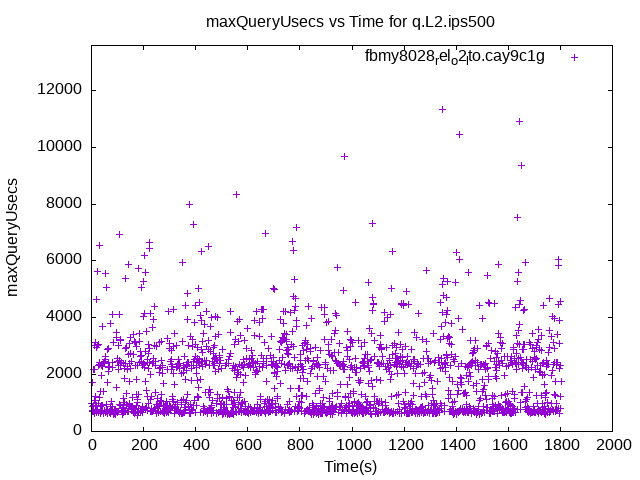 maxQueryUsecs vs Time for q.L2.ips500
fbmy8028relo2ito.cay9c1g
12000
10000
8000
6000
4000
2000
0
maxQueryUsecs
0 200 400 600 800 1000 1200 1400 1600 1800 2000
Time(s)